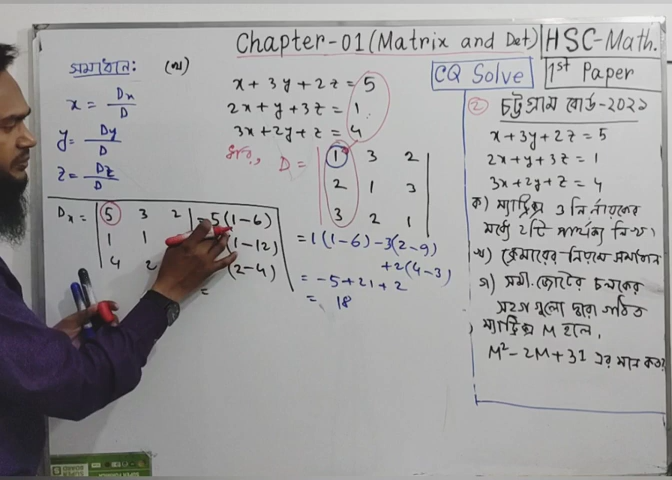 Chapter-01 (Matrix and Det)
HSC-Math.
1st Paper
CQ Solve
সমাধান: (খ)
x = Dx/D
y = Dy/D
z = Dz/D
x + 3y + 2z = 5
2x + y + 3z = 1
3x + 2y + z = 4
ধরি, D = | 1 3 2 |
2 1 3
3 2 1
= 1(1-6) -3(2-9)
+2(4-3)
= -5+21+2
= 18
Dx = | 5 3 2 | = 5(1-6)
1 1 (1-12)
4 2 (2-4)
=
② চট্টগ্রাম বোর্ড-২০২১
x+3y+2z = 5
2x+y+3z = 1
3x+2y+z = 4
ক) ম্যাট্রিক্স ও নির্নায়কের
মধ্যে ২টি পার্থক্য লিখ।
খ) ক্রেমারের নিয়মে সমাধান
গ) সমী. জোটের চলকের
সহগ গুলো দ্বারা গঠিত
ম্যাট্রিক্স M হলে,
M² - 2M + 3I এর মান কত?